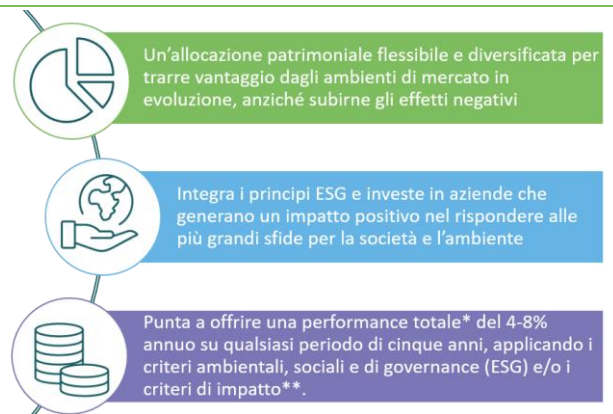 Un'allocazione patrimoniale flessibile e diversificata per
trarre vantaggio dagli ambienti di mercato in
evoluzione, anziché subirne gli effetti negativi
Integra i principi ESG e investe in aziende che
generano un impatto positivo nel rispondere alle
più grandi sfide per la società e l'ambiente
Punta a offrire una performance totale* del 4-8%
annuo su qualsiasi periodo di cinque anni, applicando i
criteri ambientali, sociali e di governance (ESG) e/o i
criteri di impatto**.